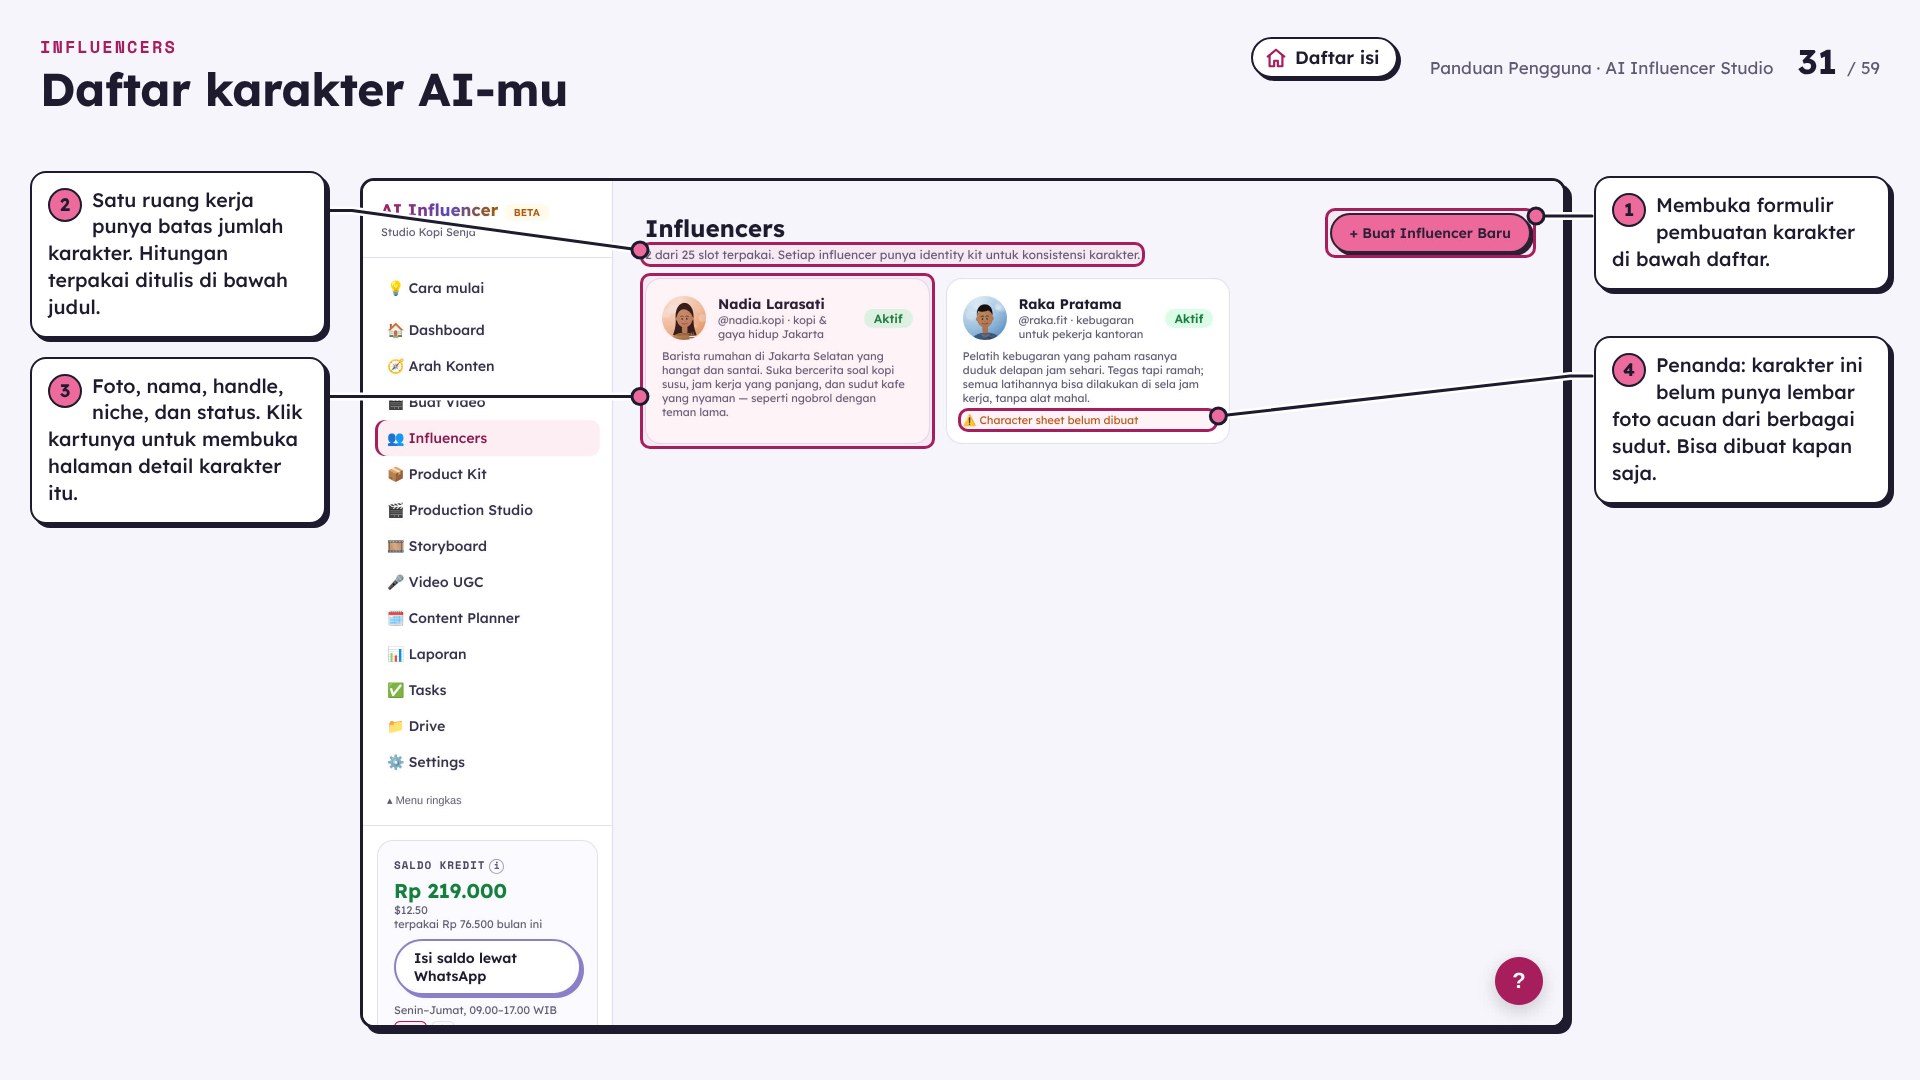 INFLUENCERS
Daftar karakter AI-mu
Daftar isi
Panduan Pengguna · AI Influencer Studio
31 / 59
2
Satu ruang kerja
punya batas jumlah
karakter. Hitungan
terpakai ditulis di bawah
judul.
3
Foto, nama, handle,
niche, dan status. Klik
kartunya untuk membuka
halaman detail karakter
itu.
AI Influencer BETA
Studio Kopi Senja
Cara mulai
Dashboard
Arah Konten
Buat Video
Influencers
Product Kit
Production Studio
Storyboard
Video UGC
Content Planner
Laporan
Tasks
Drive
Settings
▴ Menu ringkas
SALDO KREDIT i
Rp 219.000
$12.50
terpakai Rp 76.500 bulan ini
Isi saldo lewat
WhatsApp
Senin–Jumat, 09.00–17.00 WIB
Influencers
2 dari 25 slot terpakai. Setiap influencer punya identity kit untuk konsistensi karakter.
+ Buat Influencer Baru
Nadia Larasati
@nadia.kopi · kopi &
gaya hidup Jakarta
Aktif
Barista rumahan di Jakarta Selatan yang
hangat dan santai. Suka bercerita soal kopi
susu, jam kerja yang panjang, dan sudut kafe
yang nyaman — seperti ngobrol dengan
teman lama.
Raka Pratama
@raka.fit · kebugaran
untuk pekerja kantoran
Aktif
Pelatih kebugaran yang paham rasanya
duduk delapan jam sehari. Tegas tapi ramah;
semua latihannya bisa dilakukan di sela jam
kerja, tanpa alat mahal.
⚠️ Character sheet belum dibuat
?
1
Membuka formulir
pembuatan karakter
di bawah daftar.
4
Penanda: karakter ini
belum punya lembar
foto acuan dari berbagai
sudut. Bisa dibuat kapan
saja.